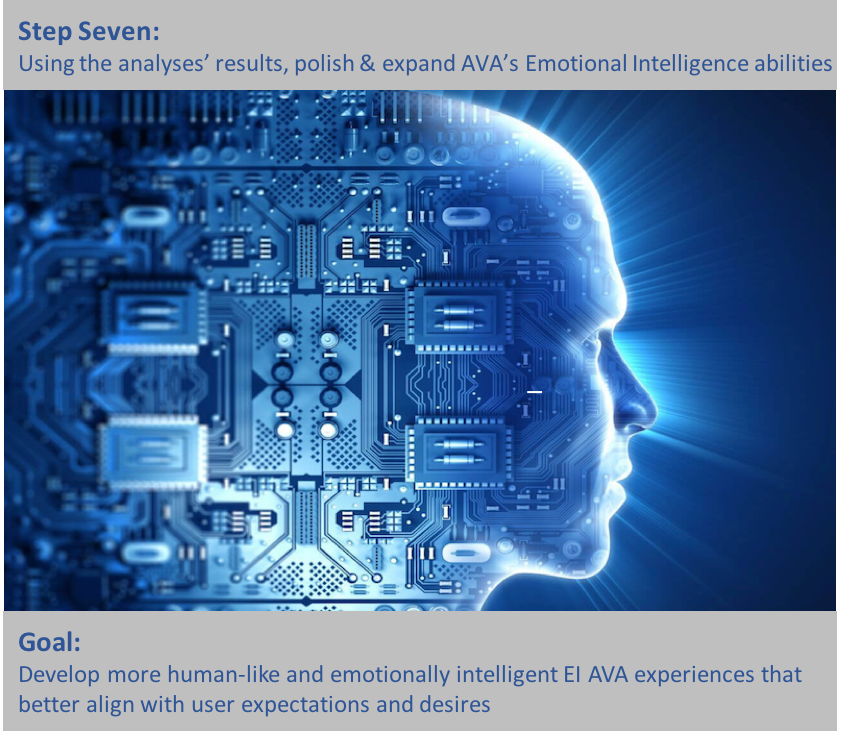 Step Seven:
Using the analyses’ results, polish & expand AVA’s Emotional Intelligence abilities
Goal:
Develop more human-like and emotionally intelligent EI AVA experiences that
better align with user expectations and desires